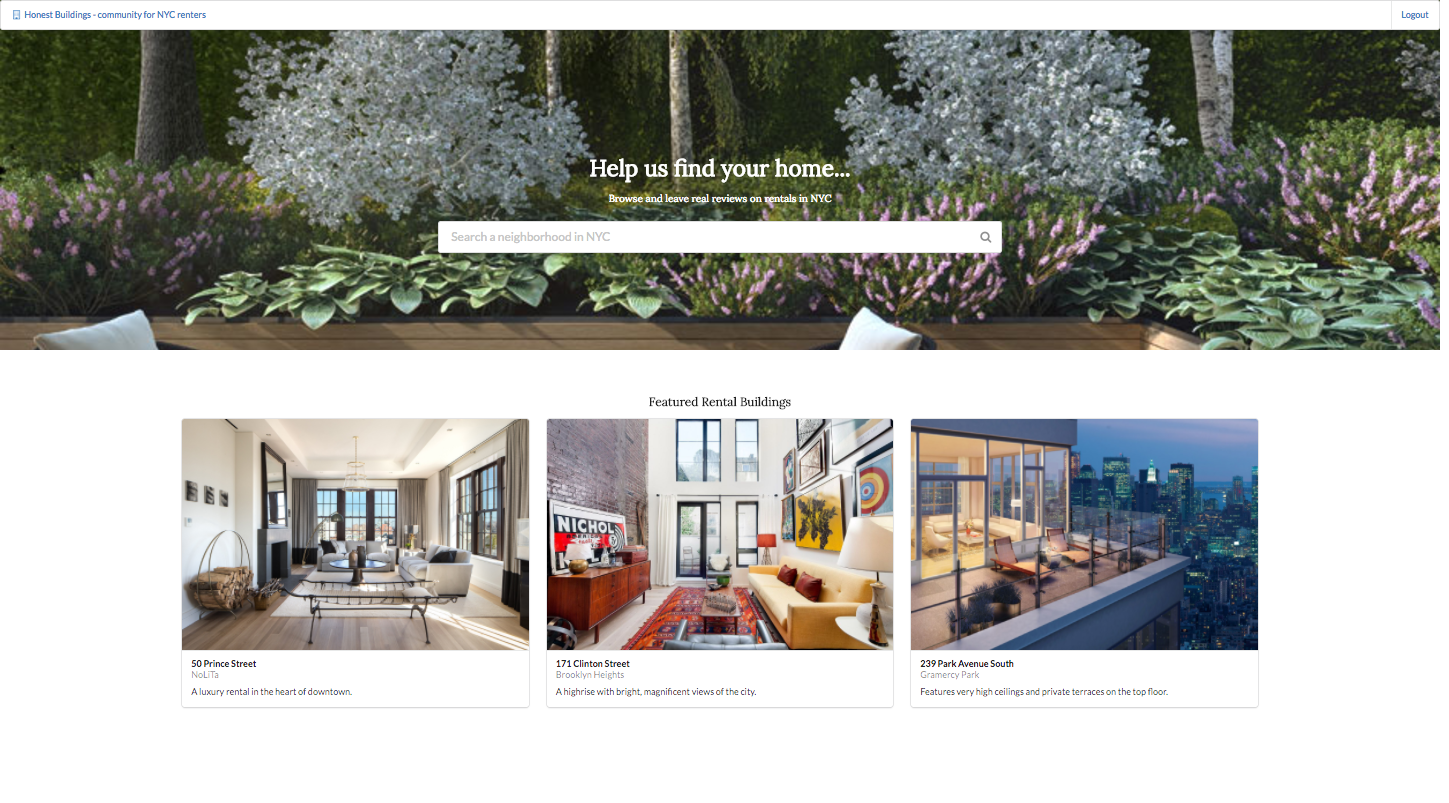 Honest Buildings - community for NYC renters
Logout
Help us find your home...
Browse and leave real reviews on rentals in NYC
Search a neighborhood in NYC
Featured Rental Buildings
NICHOL
AMERICA
50 Prince Street
NoLiTa
A luxury rental in the heart of downtown.
171 Clinton Street
Brooklyn Heights
A highrise with bright, magnificent views of the city.
239 Park Avenue South
Gramercy Park
Features very high ceilings and private terraces on the top floor.